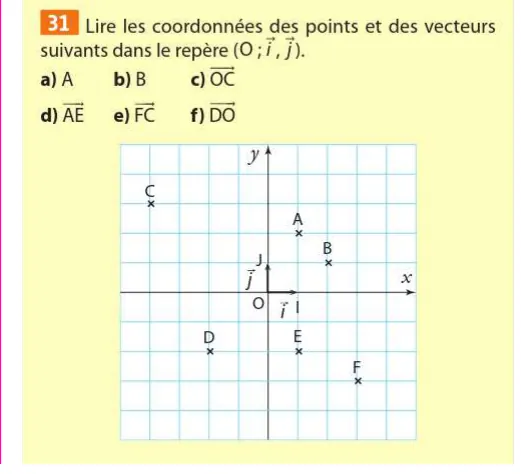 31 Lire les coordonnées des points et des vecteurs
suivants dans le repère (O ; i⃗ , j⃗ ).
a) A b) B c) OC⃗
d) AE⃗ e) FC⃗ f) DO⃗
y
C
A
B
J
j⃗
x
O i⃗ I
D E
F